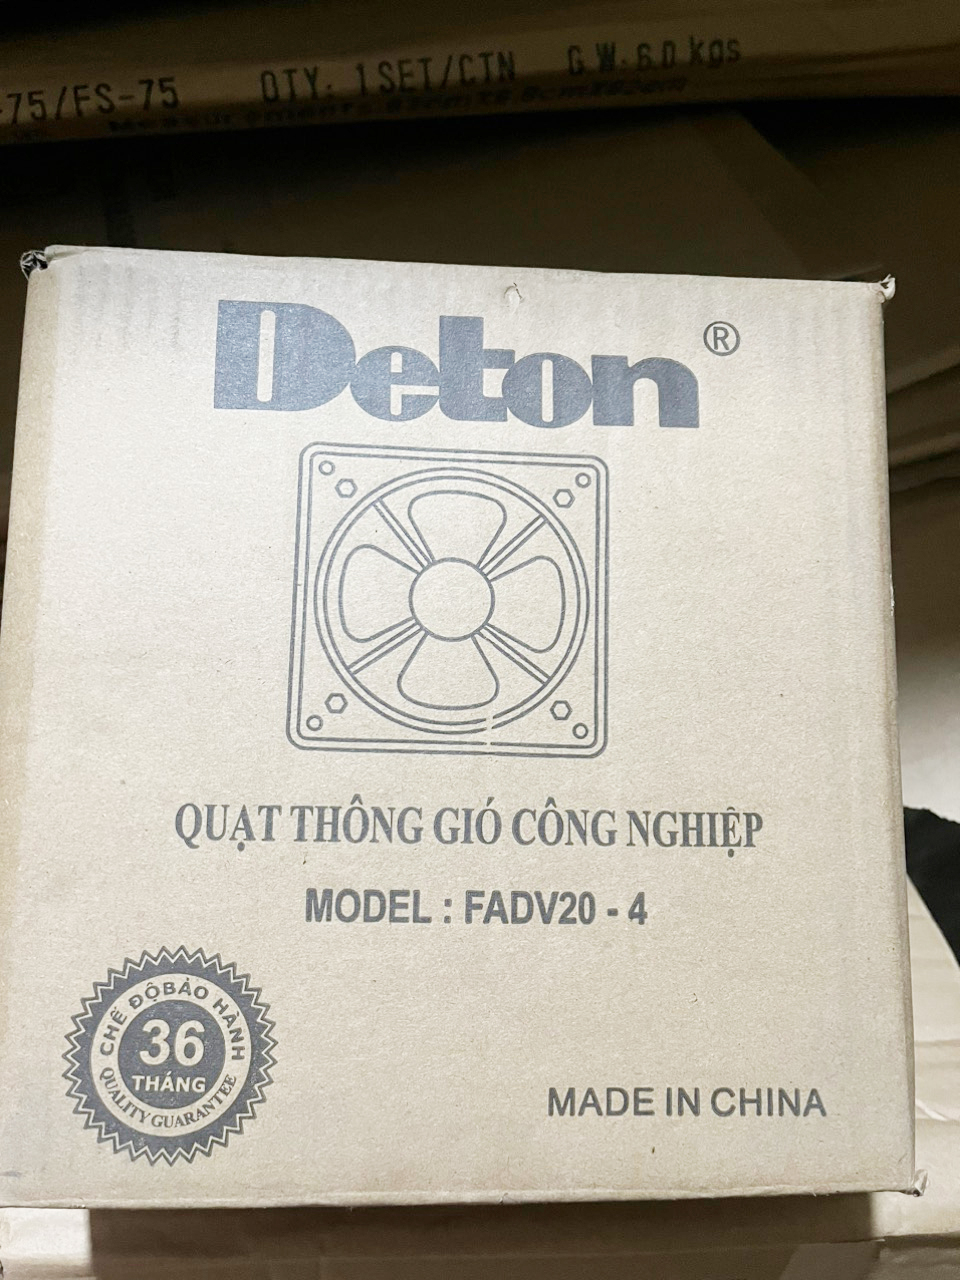 -75/FS-75 QTY: 1SET/CTN G.W.6.0 kgs
Deton®
QUẠT THÔNG GIÓ CÔNG NGHIỆP
MODEL : FADV20 - 4
CHẾ ĐỘ BẢO HÀNH
36
THÁNG
QUALITY GUARANTEE
MADE IN CHINA